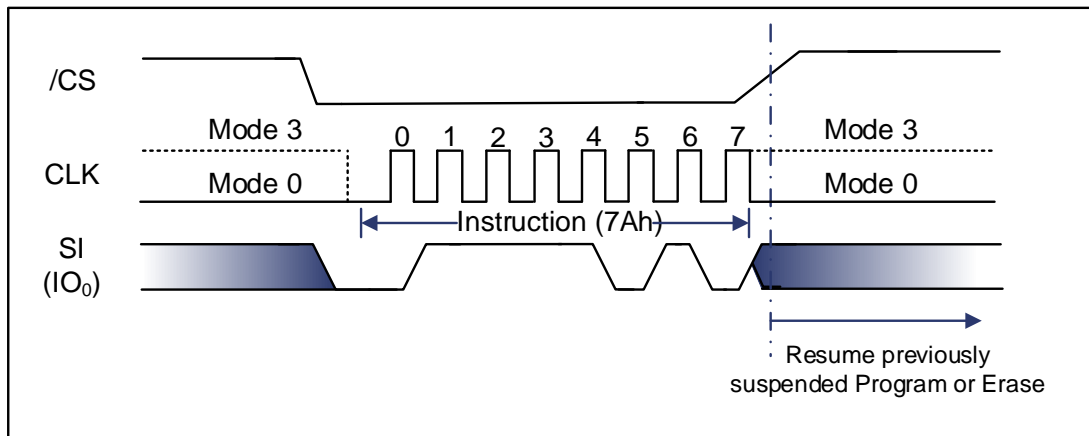 /CS
Mode 3
0 1 2 3 4 5 6 7
Mode 3
CLK
Mode 0
Mode 0
Instruction (7Ah)
SI
(IO₀)
Resume previously
suspended Program or Erase